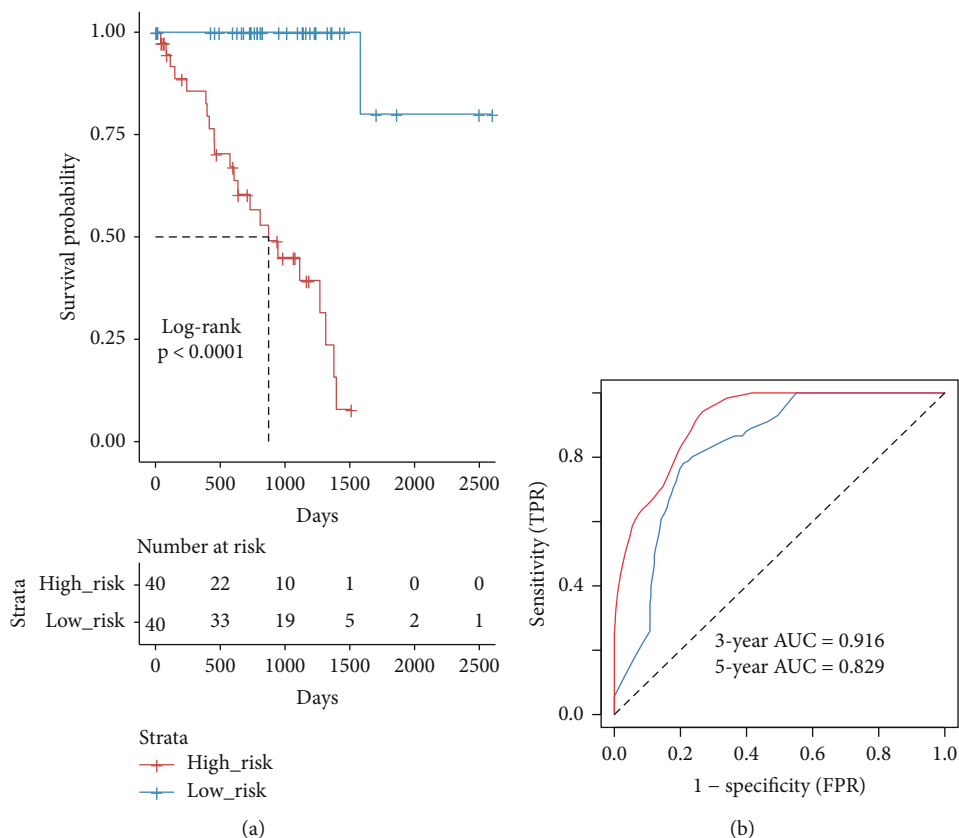 1.00
0.75
0.50
0.25
0.00
Survival probability
Log-rank
p < 0.0001
0 500 1000 1500 2000 2500
Days
Number at risk
Strata
High_risk 40 22 10 1 0 0
Low_risk 40 33 19 5 2 1
0 500 1000 1500 2000 2500
Days
Strata
High_risk
Low_risk
(a)
0.8
0.4
0.0
Sensitivity (TPR)
3-year AUC = 0.916
5-year AUC = 0.829
0.0 0.2 0.4 0.6 0.8 1.0
1 − specificity (FPR)
(b)